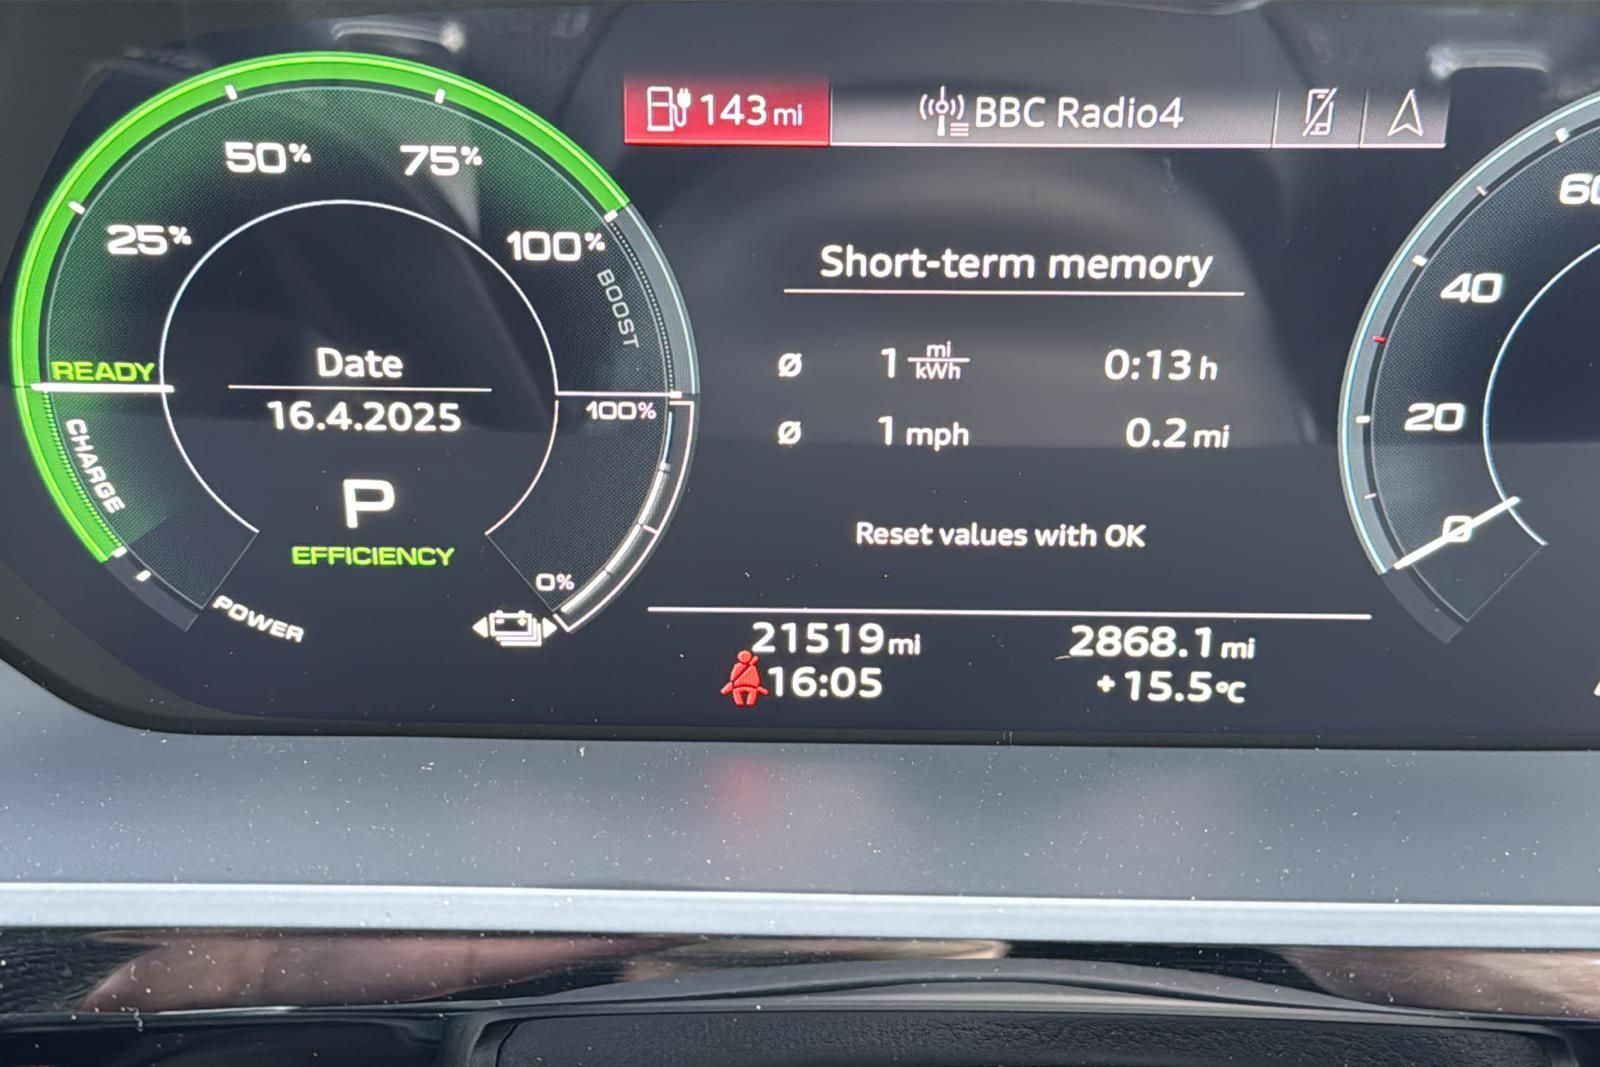 143 mi
BBC Radio4
50%
75%
25%
100%
BOOST
READY
CHARGE
POWER
Date
16.4.2025
P
EFFICIENCY
100%
0%
Short-term memory
Ø 1 mi/kWh 0:13 h
Ø 1 mph 0.2 mi
Reset values with OK
21519 mi 2868.1 mi
16:05 +15.5°C
40
20
0